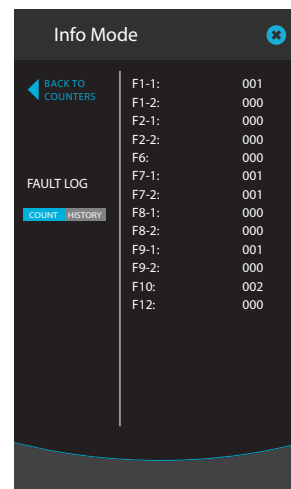 Info Mode
BACK TO
COUNTERS
FAULT LOG
COUNT HISTORY
F1-1: 001
F1-2: 000
F2-1: 000
F2-2: 000
F6: 000
F7-1: 001
F7-2: 001
F8-1: 000
F8-2: 000
F9-1: 001
F9-2: 000
F10: 002
F12: 000